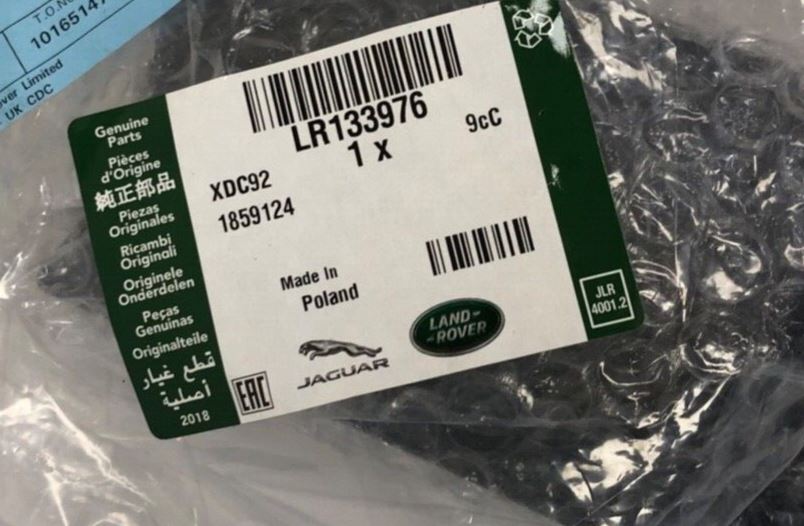 T.O.No
10165147
over Limited
UK CDC
LR133976
1 x
9cC
XDC92
1859124
Made In
Poland
JAGUAR
LAND-
-ROVER
Genuine
Parts
Pièces
d'Origine
純正部品
Piezas
Originales
Ricambi
Originali
Originele
Onderdelen
Peças
Genuinas
Originalteile
قطع غيار
أصلية
2018
EAC
JLR
4001.2